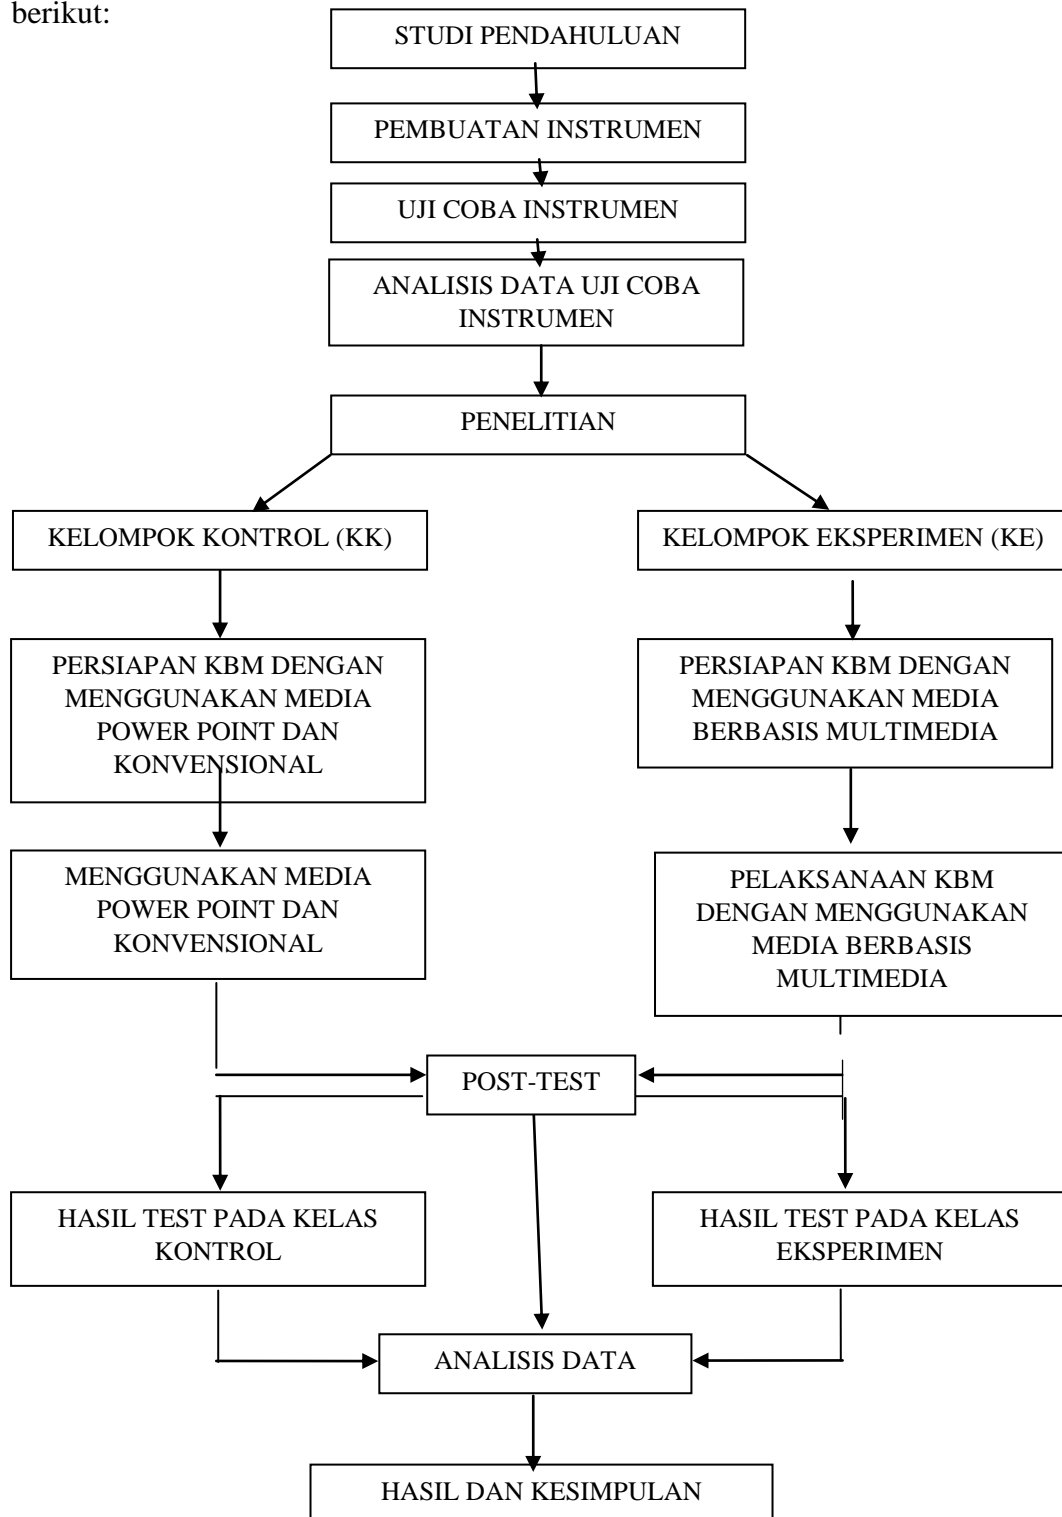 berikut:
STUDI PENDAHULUAN
PEMBUATAN INSTRUMEN
UJI COBA INSTRUMEN
ANALISIS DATA UJI COBA
INSTRUMEN
PENELITIAN
KELOMPOK KONTROL (KK)
KELOMPOK EKSPERIMEN (KE)
PERSIAPAN KBM DENGAN
MENGGUNAKAN MEDIA
POWER POINT DAN
KONVENSIONAL
PERSIAPAN KBM DENGAN
MENGGUNAKAN MEDIA
BERBASIS MULTIMEDIA
MENGGUNAKAN MEDIA
POWER POINT DAN
KONVENSIONAL
PELAKSANAAN KBM
DENGAN MENGGUNAKAN
MEDIA BERBASIS
MULTIMEDIA
POST-TEST
HASIL TEST PADA KELAS
KONTROL
HASIL TEST PADA KELAS
EKSPERIMEN
ANALISIS DATA
HASIL DAN KESIMPULAN